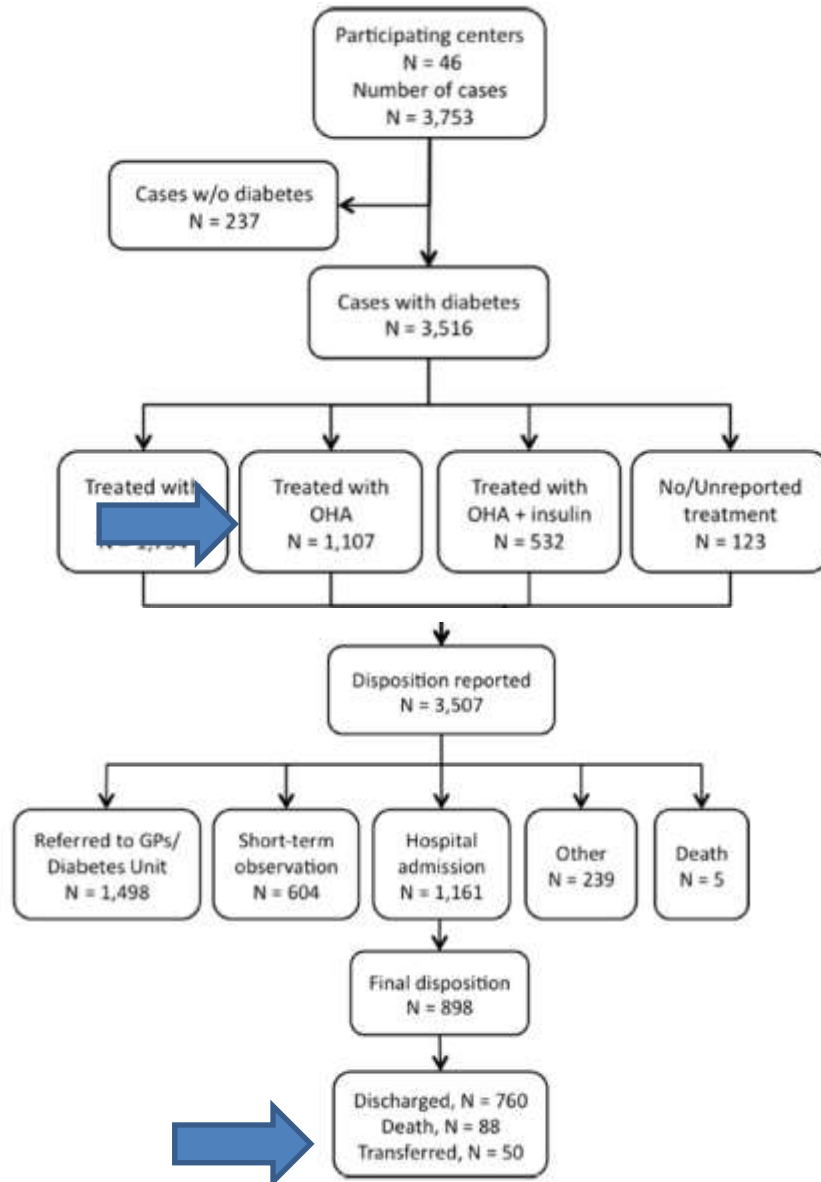 Participating centers
N = 46
Number of cases
N = 3,753
Cases w/o diabetes
N = 237
Cases with diabetes
N = 3,516
Treated with
Treated with
OHA
N = 1,107
Treated with
OHA + insulin
N = 532
No/Unreported
treatment
N = 123
Disposition reported
N = 3,507
Referred to GPs/
Diabetes Unit
N = 1,498
Short-term
observation
N = 604
Hospital
admission
N = 1,161
Other
N = 239
Death
N = 5
Final disposition
N = 898
Discharged, N = 760
Death, N = 88
Transferred, N = 50